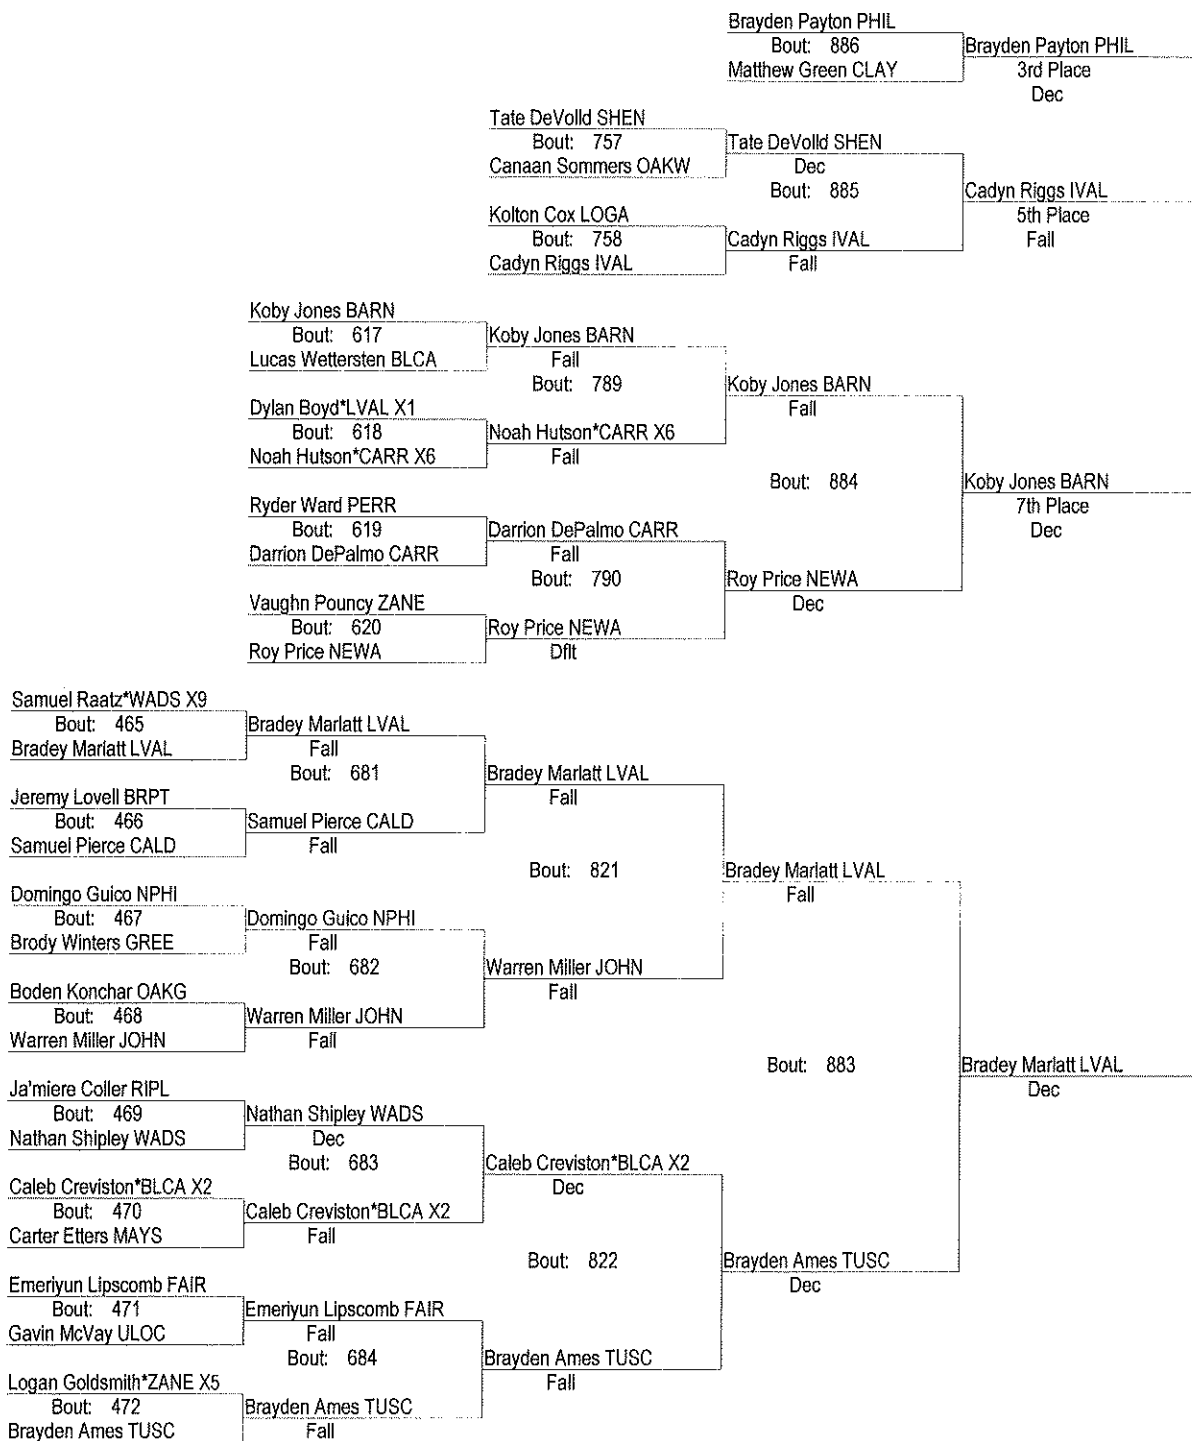 Brayden Payton PHIL
Bout: 886
Matthew Green CLAY
Brayden Payton PHIL
3rd Place
Dec
Tate DeVolld SHEN
Bout: 757
Canaan Sommers OAKW
Tate DeVolld SHEN
Dec
Bout: 885
Kolton Cox LOGA
Bout: 758
Cadyn Riggs IVAL
Cadyn Riggs IVAL
Fall
Cadyn Riggs IVAL
5th Place
Fall
Koby Jones BARN
Bout: 617
Lucas Wettersten BLCA
Koby Jones BARN
Fall
Bout: 789
Dylan Boyd*LVAL X1
Bout: 618
Noah Hutson*CARR X6
Noah Hutson*CARR X6
Fall
Koby Jones BARN
Fall
Bout: 884
Ryder Ward PERR
Bout: 619
Darrion DePalmo CARR
Darrion DePalmo CARR
Fall
Bout: 790
Vaughn Pouncy ZANE
Bout: 620
Roy Price NEWA
Roy Price NEWA
Dflt
Roy Price NEWA
Dec
Koby Jones BARN
7th Place
Dec
Samuel Raatz*WADS X9
Bout: 465
Bradey Marlatt LVAL
Bradey Marlatt LVAL
Fall
Bout: 681
Jeremy Lovell BRPT
Bout: 466
Samuel Pierce CALD
Samuel Pierce CALD
Fall
Bradey Marlatt LVAL
Fall
Bout: 821
Domingo Guico NPHI
Bout: 467
Brody Winters GREE
Domingo Guico NPHI
Fall
Bout: 682
Boden Konchar OAKG
Bout: 468
Warren Miller JOHN
Warren Miller JOHN
Fall
Warren Miller JOHN
Fall
Bradey Marlatt LVAL
Fall
Bout: 883
Ja'miere Coller RIPL
Bout: 469
Nathan Shipley WADS
Nathan Shipley WADS
Dec
Bout: 683
Caleb Creviston*BLCA X2
Bout: 470
Carter Etters MAYS
Caleb Creviston*BLCA X2
Fall
Caleb Creviston*BLCA X2
Dec
Bout: 822
Emeriyun Lipscomb FAIR
Bout: 471
Gavin McVay ULOC
Emeriyun Lipscomb FAIR
Fall
Bout: 684
Logan Goldsmith*ZANE X5
Bout: 472
Brayden Ames TUSC
Brayden Ames TUSC
Fall
Brayden Ames TUSC
Fall
Brayden Ames TUSC
Dec
Bradey Marlatt LVAL
Dec